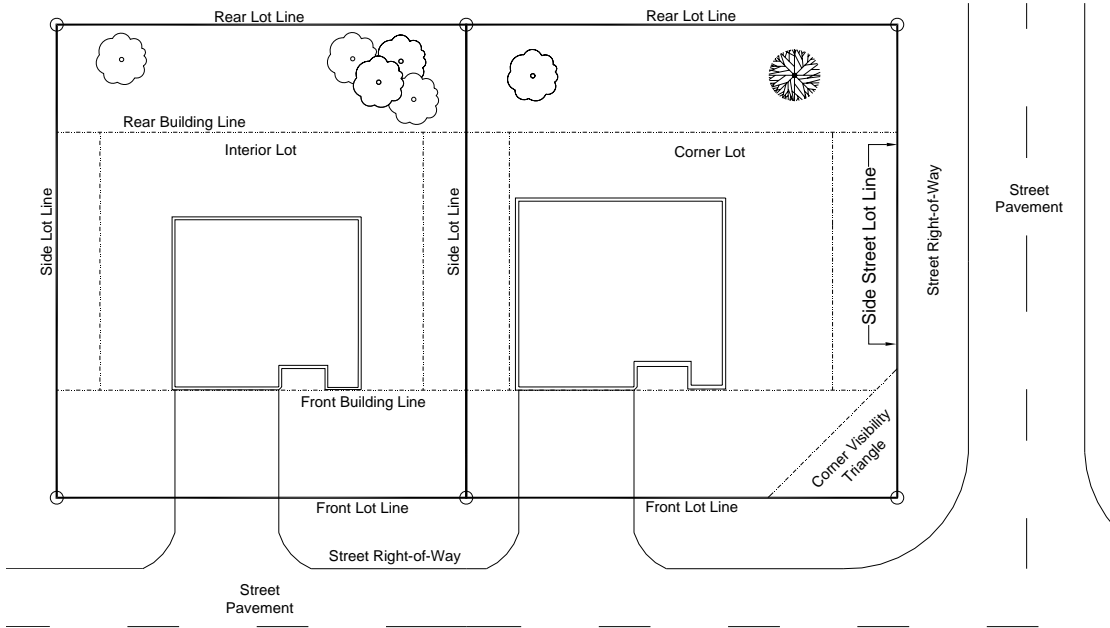 Rear Lot Line
Rear Lot Line
Rear Building Line
Interior Lot
Corner Lot
Side Lot Line
Side Lot Line
Side Street Lot Line
Street Right-of-Way
Street
Pavement
Front Building Line
Corner Visibility
Triangle
Front Lot Line
Front Lot Line
Street Right-of-Way
Street
Pavement